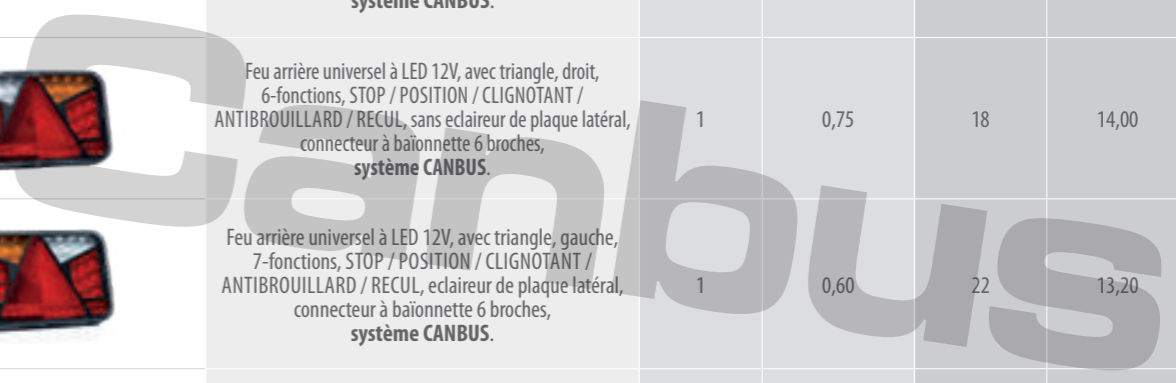 système CANBUS.
Feu arrière universel à LED 12V, avec triangle, droit,
6-fonctions, STOP / POSITION / CLIGNOTANT /
ANTIBROUILLARD / RECUL, sans eclaireur de plaque latéral,
connecteur à baïonnette 6 broches,
système CANBUS.
1 0,75 18 14,00
Feu arrière universel à LED 12V, avec triangle, gauche,
7-fonctions, STOP / POSITION / CLIGNOTANT /
ANTIBROUILLARD / RECUL, eclaireur de plaque latéral,
connecteur à baïonnette 6 broches,
système CANBUS.
1 0,60 22 13,20
Canbus